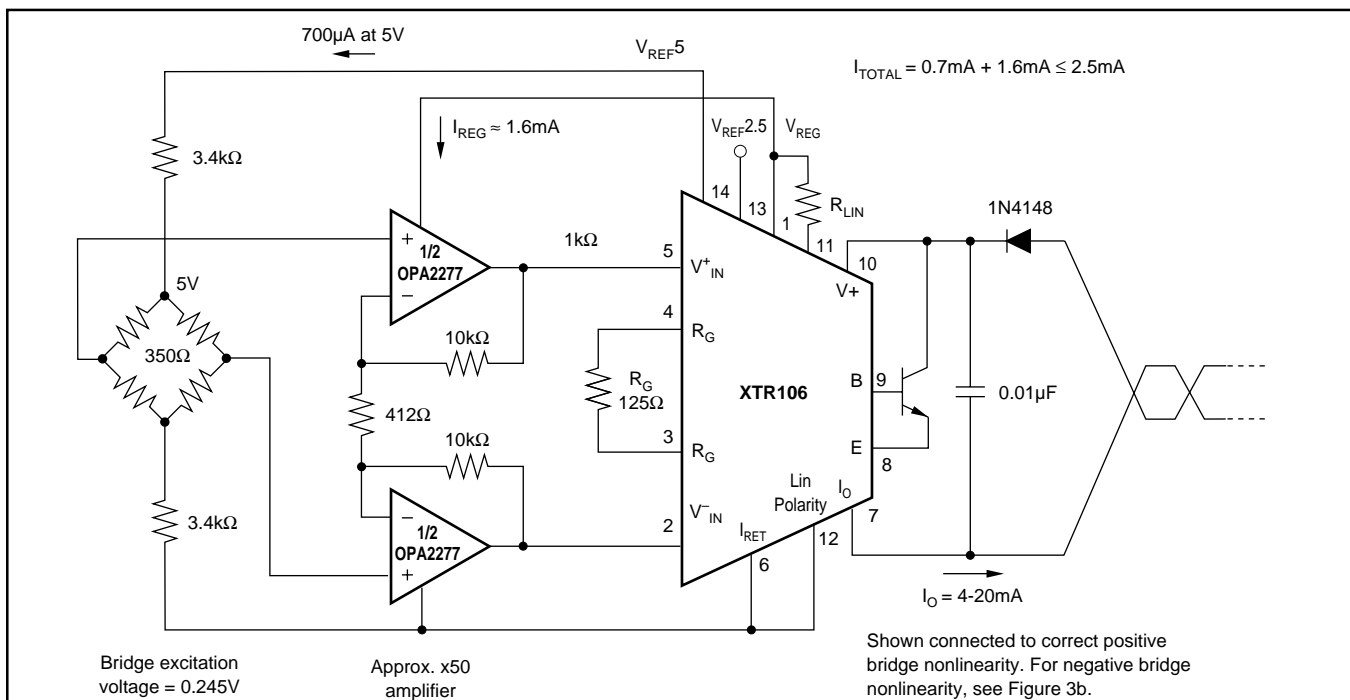 700µA at 5V
V_REF5
I_TOTAL = 0.7mA + 1.6mA ≤ 2.5mA
I_REG ≈ 1.6mA
V_REF2.5
V_REG
3.4kΩ
14
13
1
R_LIN
11
10
1N4148
+
1/2
OPA2277
−
1kΩ
5
V+_IN
V+
5V
350Ω
10kΩ
4
R_G
412Ω
R_G
125Ω
XTR106
B
9
0.01µF
10kΩ
3
R_G
E
8
3.4kΩ
−
1/2
OPA2277
+
2
V−_IN
I_RET
6
Lin
Polarity
12
I_O
7
I_O = 4-20mA
Bridge excitation
voltage = 0.245V
Approx. x50
amplifier
Shown connected to correct positive
bridge nonlinearity. For negative bridge
nonlinearity, see Figure 3b.